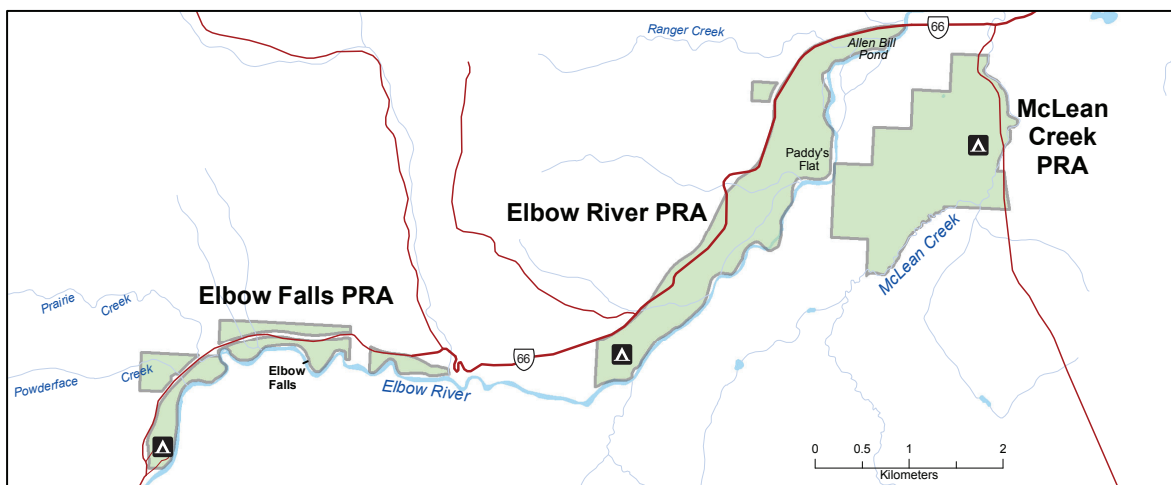 66
Ranger Creek
Allen Bill
Pond
McLean
Creek
PRA
Paddy's
Flat
Elbow River PRA
McLean Creek
Elbow Falls PRA
Prairie
Creek
66
Powderface
Creek
Elbow
Falls
Elbow River
0 0.5 1 2
Kilometers